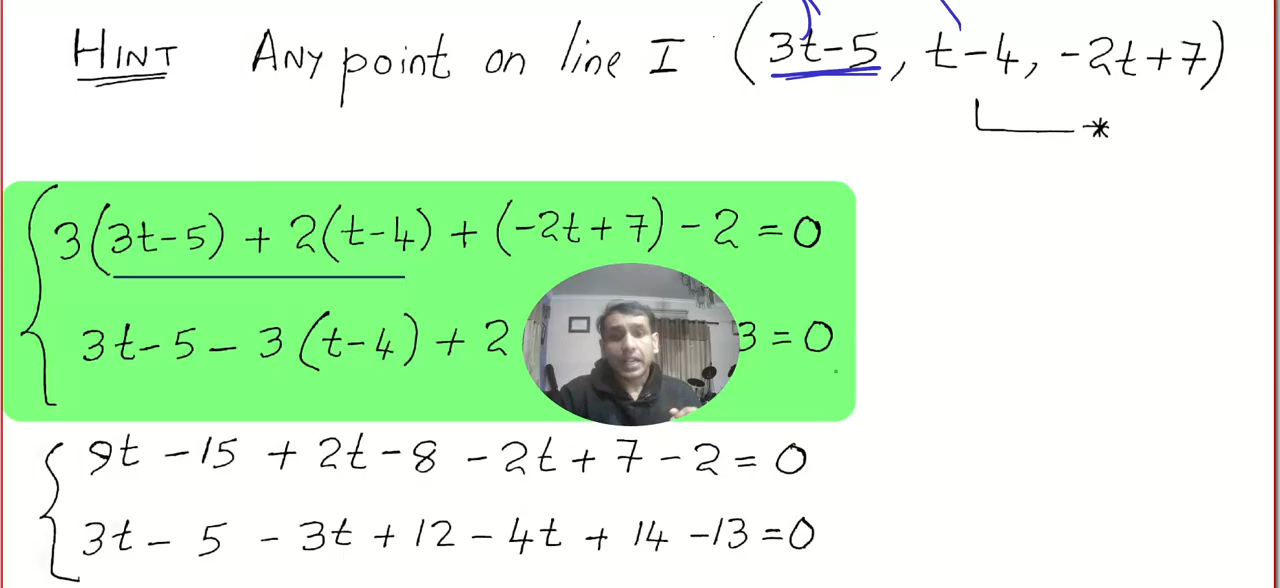 HINT Any point on line I (3t-5, t-4, -2t+7)
*
3(3t-5) + 2(t-4) + (-2t+7) - 2 = 0
3t-5 - 3(t-4) + 2 3 = 0
9t -15 + 2t-8 -2t+7-2=0
3t - 5 - 3t + 12 - 4t + 14 -13=0